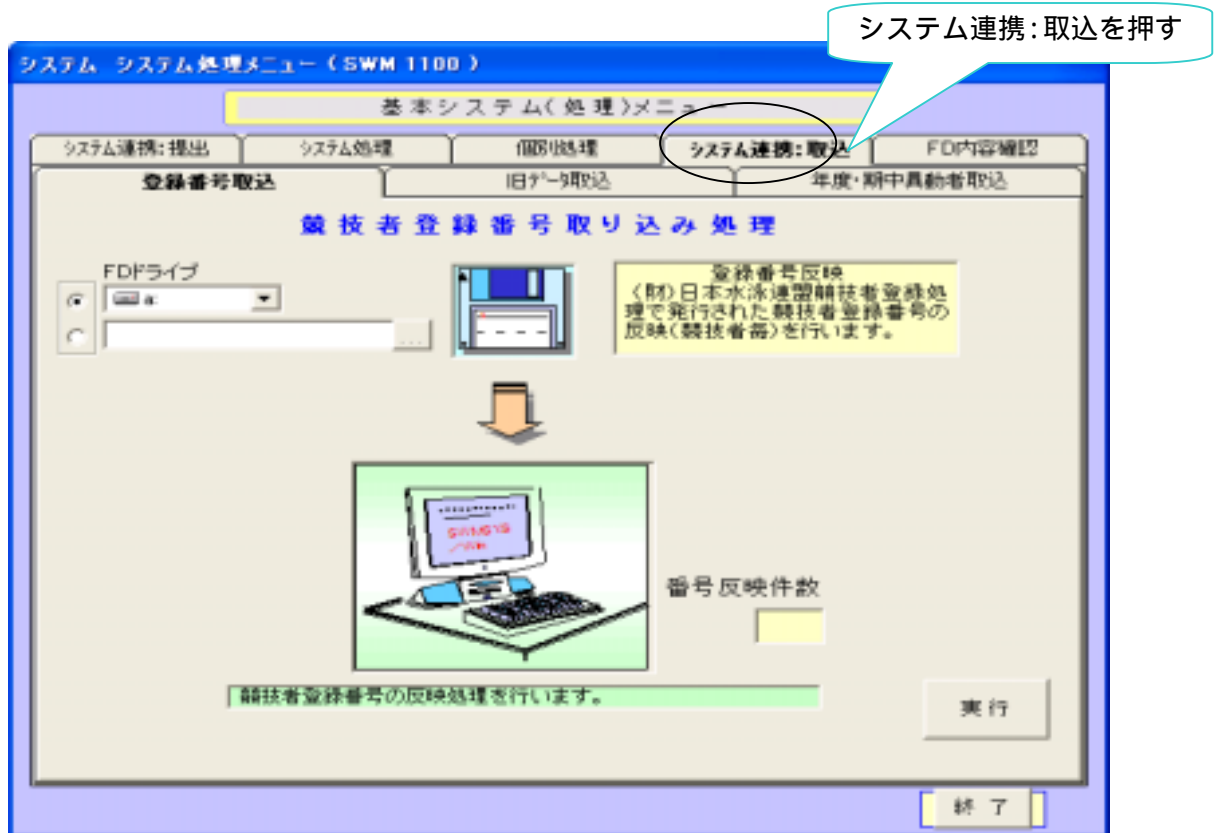 システム連携:取込を押す
システム システム処理メニュー ( SWM 1100 )
基本システム(処理)メニュー
システム連携:提出
システム処理
個別処理
システム連携:取込
FD内容確認
登録番号取込
旧データ取込
年度・期中異動者取込
競技者登録番号取り込み処理
FDドライブ
a:
...
登録番号反映
(財)日本水泳連盟競技者登録処
理で発行された競技者登録番号の
反映(競技者毎)を行います。
番号反映件数
競技者登録番号の反映処理を行います。
実行
終了